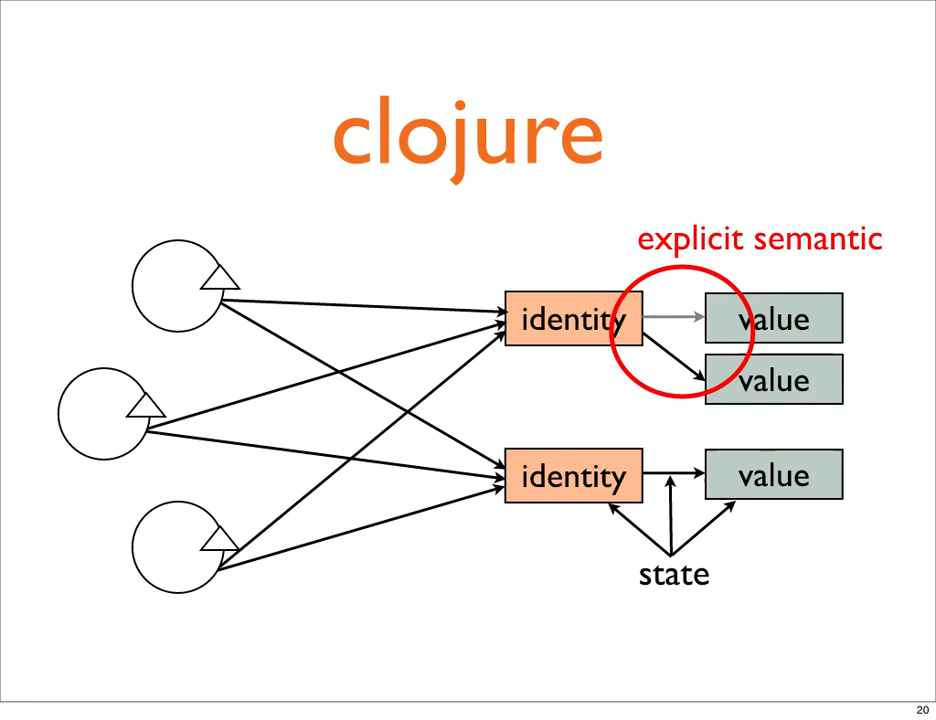 clojure
explicit semantic
identity
value
value
identity
value
state
20